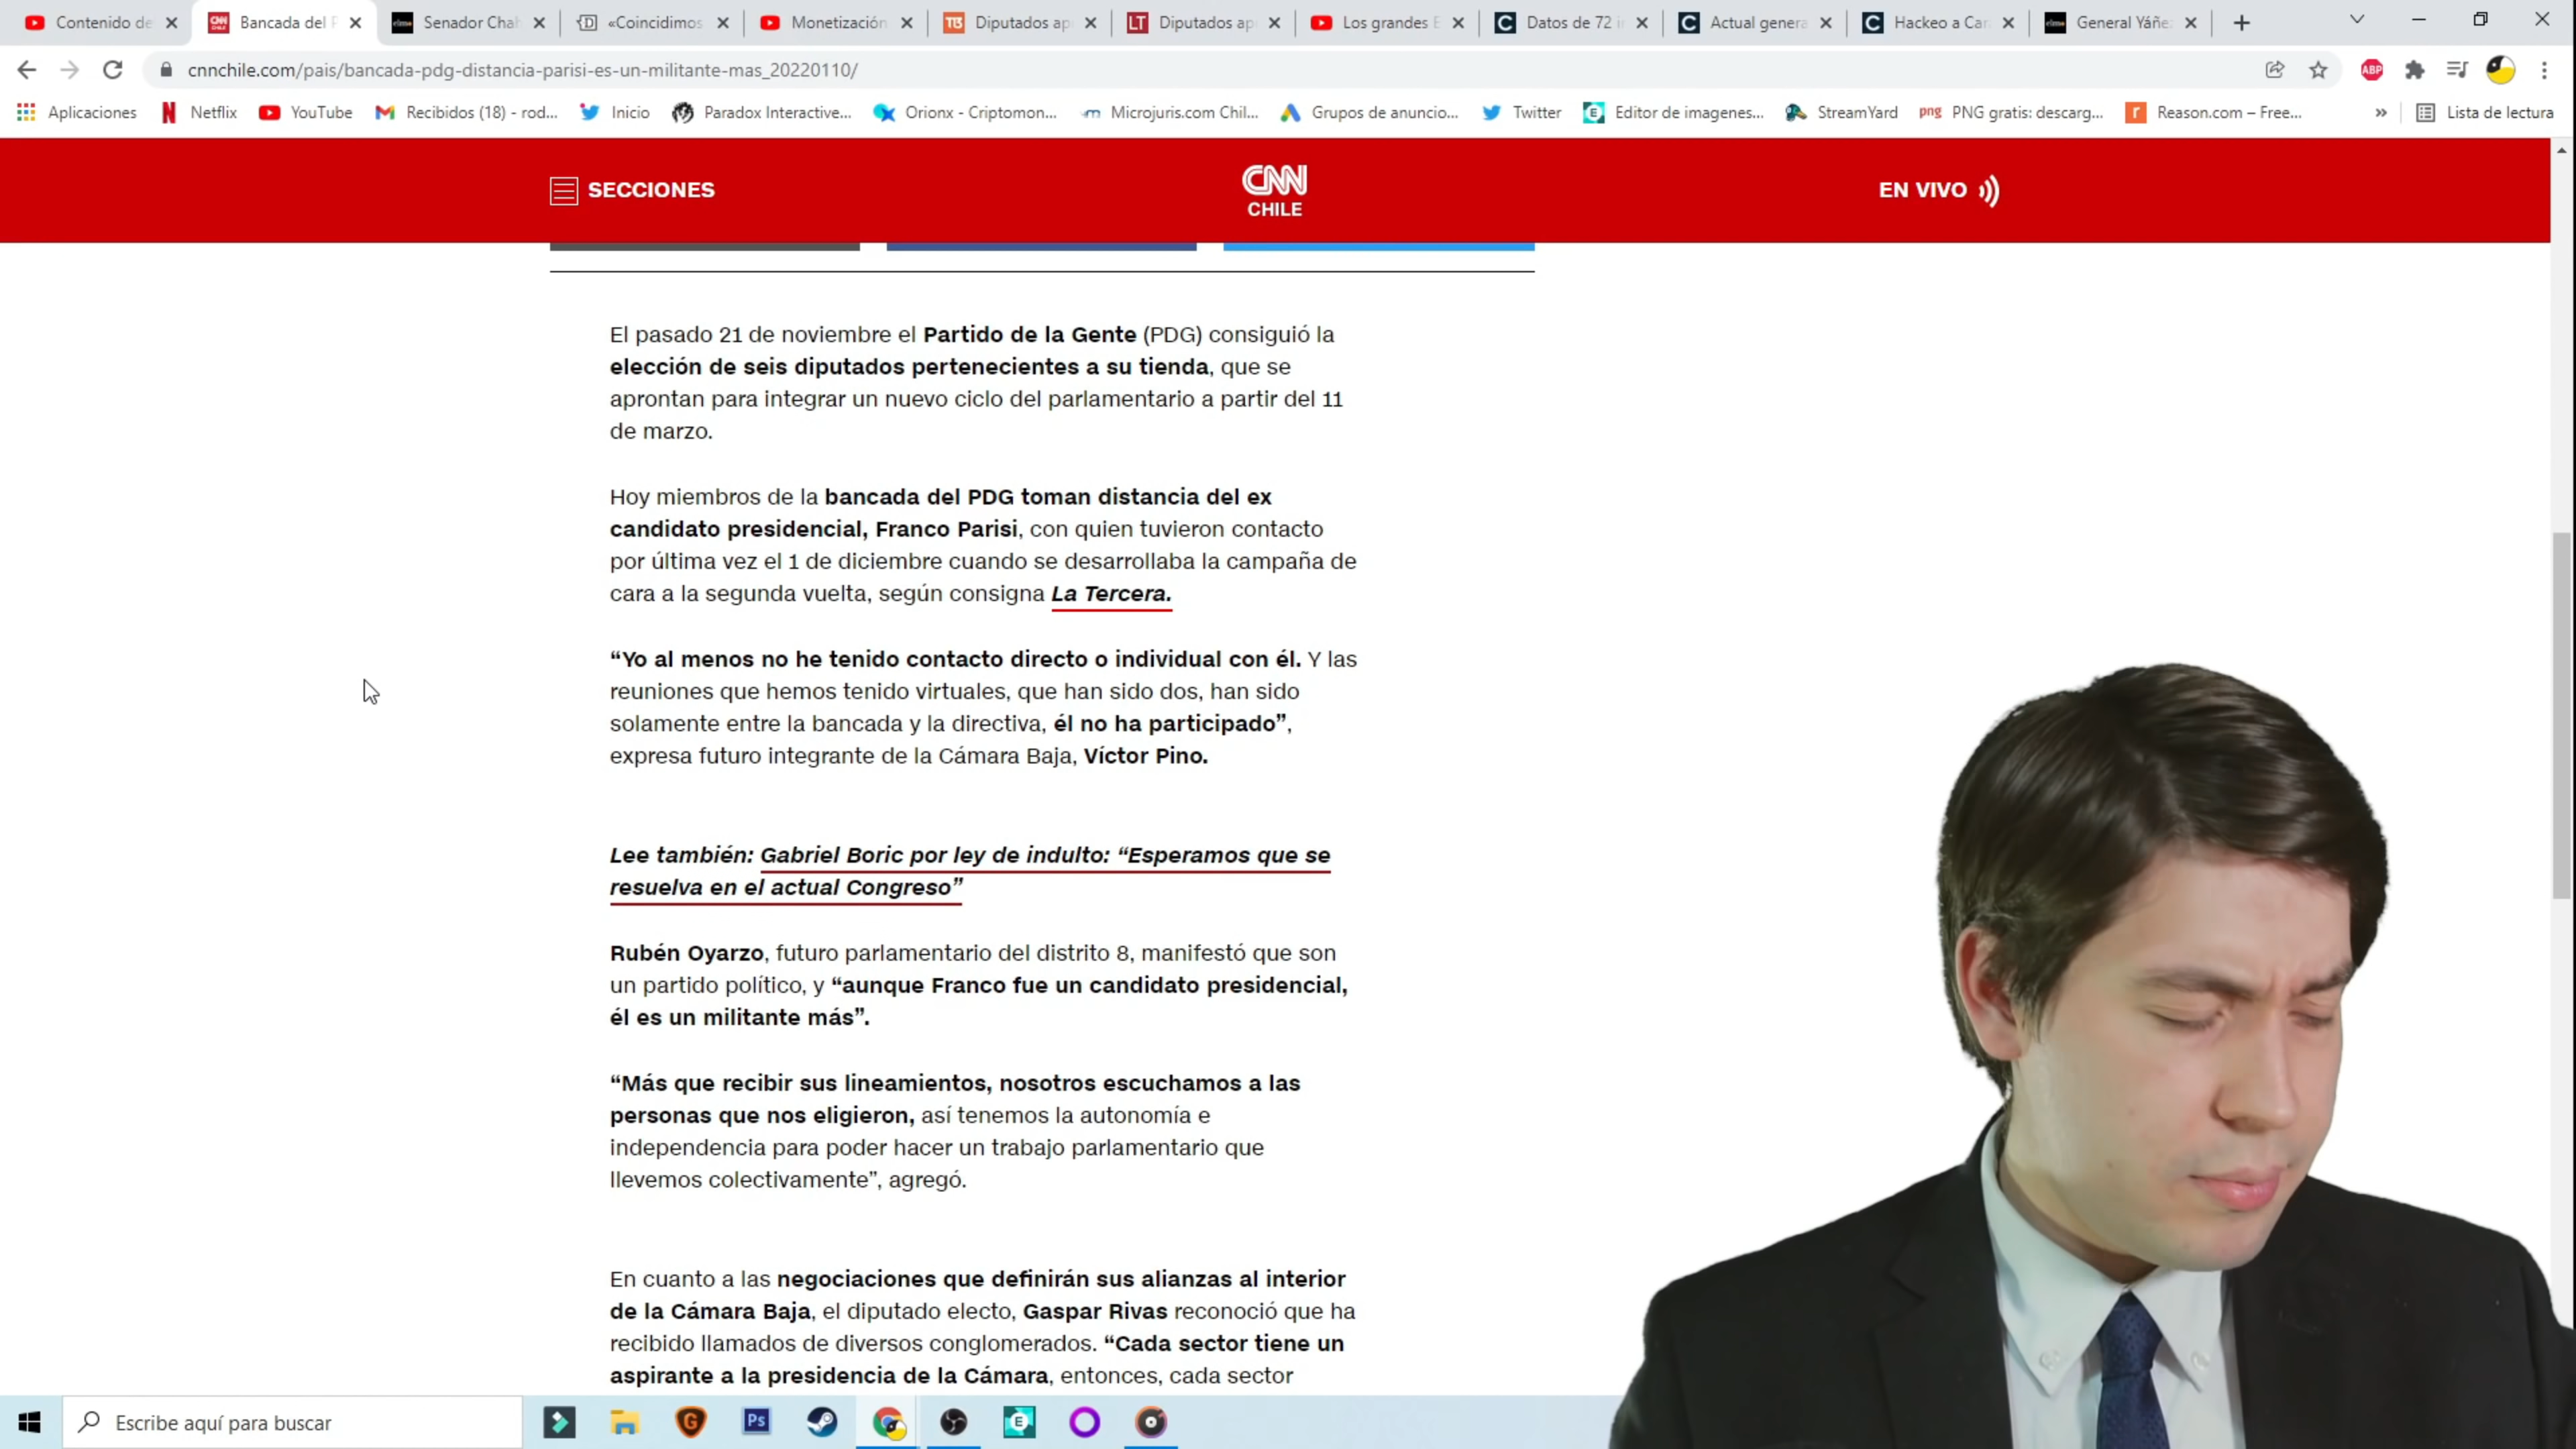 Contenido de
Bancada del P
Senador Chah
«Coincidimos
Monetización
T13 Diputados ap
LT Diputados ap
Los grandes E
Datos de 72 i
Actual genera
Hackeo a Car
General Yáñe
cnnchile.com/pais/bancada-pdg-distancia-parisi-es-un-militante-mas_20220110/
ABP
Aplicaciones
Netflix
YouTube
Recibidos (18) - rod...
Inicio
Paradox Interactive...
Orionx - Criptomon...
Microjuris.com Chil...
Grupos de anuncio...
Twitter
Editor de imagenes...
StreamYard
png PNG gratis: descarg...
r Reason.com – Free...
»
Lista de lectura
SECCIONES
CNN
CHILE
EN VIVO
El pasado 21 de noviembre el Partido de la Gente (PDG) consiguió la
elección de seis diputados pertenecientes a su tienda, que se
aprontan para integrar un nuevo ciclo del parlamentario a partir del 11
de marzo.
Hoy miembros de la bancada del PDG toman distancia del ex
candidato presidencial, Franco Parisi, con quien tuvieron contacto
por última vez el 1 de diciembre cuando se desarrollaba la campaña de
cara a la segunda vuelta, según consigna La Tercera.
“Yo al menos no he tenido contacto directo o individual con él. Y las
reuniones que hemos tenido virtuales, que han sido dos, han sido
solamente entre la bancada y la directiva, él no ha participado”,
expresa futuro integrante de la Cámara Baja, Víctor Pino.
Lee también: Gabriel Boric por ley de indulto: “Esperamos que se
resuelva en el actual Congreso”
Rubén Oyarzo, futuro parlamentario del distrito 8, manifestó que son
un partido político, y “aunque Franco fue un candidato presidencial,
él es un militante más”.
“Más que recibir sus lineamientos, nosotros escuchamos a las
personas que nos eligieron, así tenemos la autonomía e
independencia para poder hacer un trabajo parlamentario que
llevemos colectivamente”, agregó.
En cuanto a las negociaciones que definirán sus alianzas al interior
de la Cámara Baja, el diputado electo, Gaspar Rivas reconoció que ha
recibido llamados de diversos conglomerados. “Cada sector tiene un
aspirante a la presidencia de la Cámara, entonces, cada sector
Escribe aquí para buscar
Ps